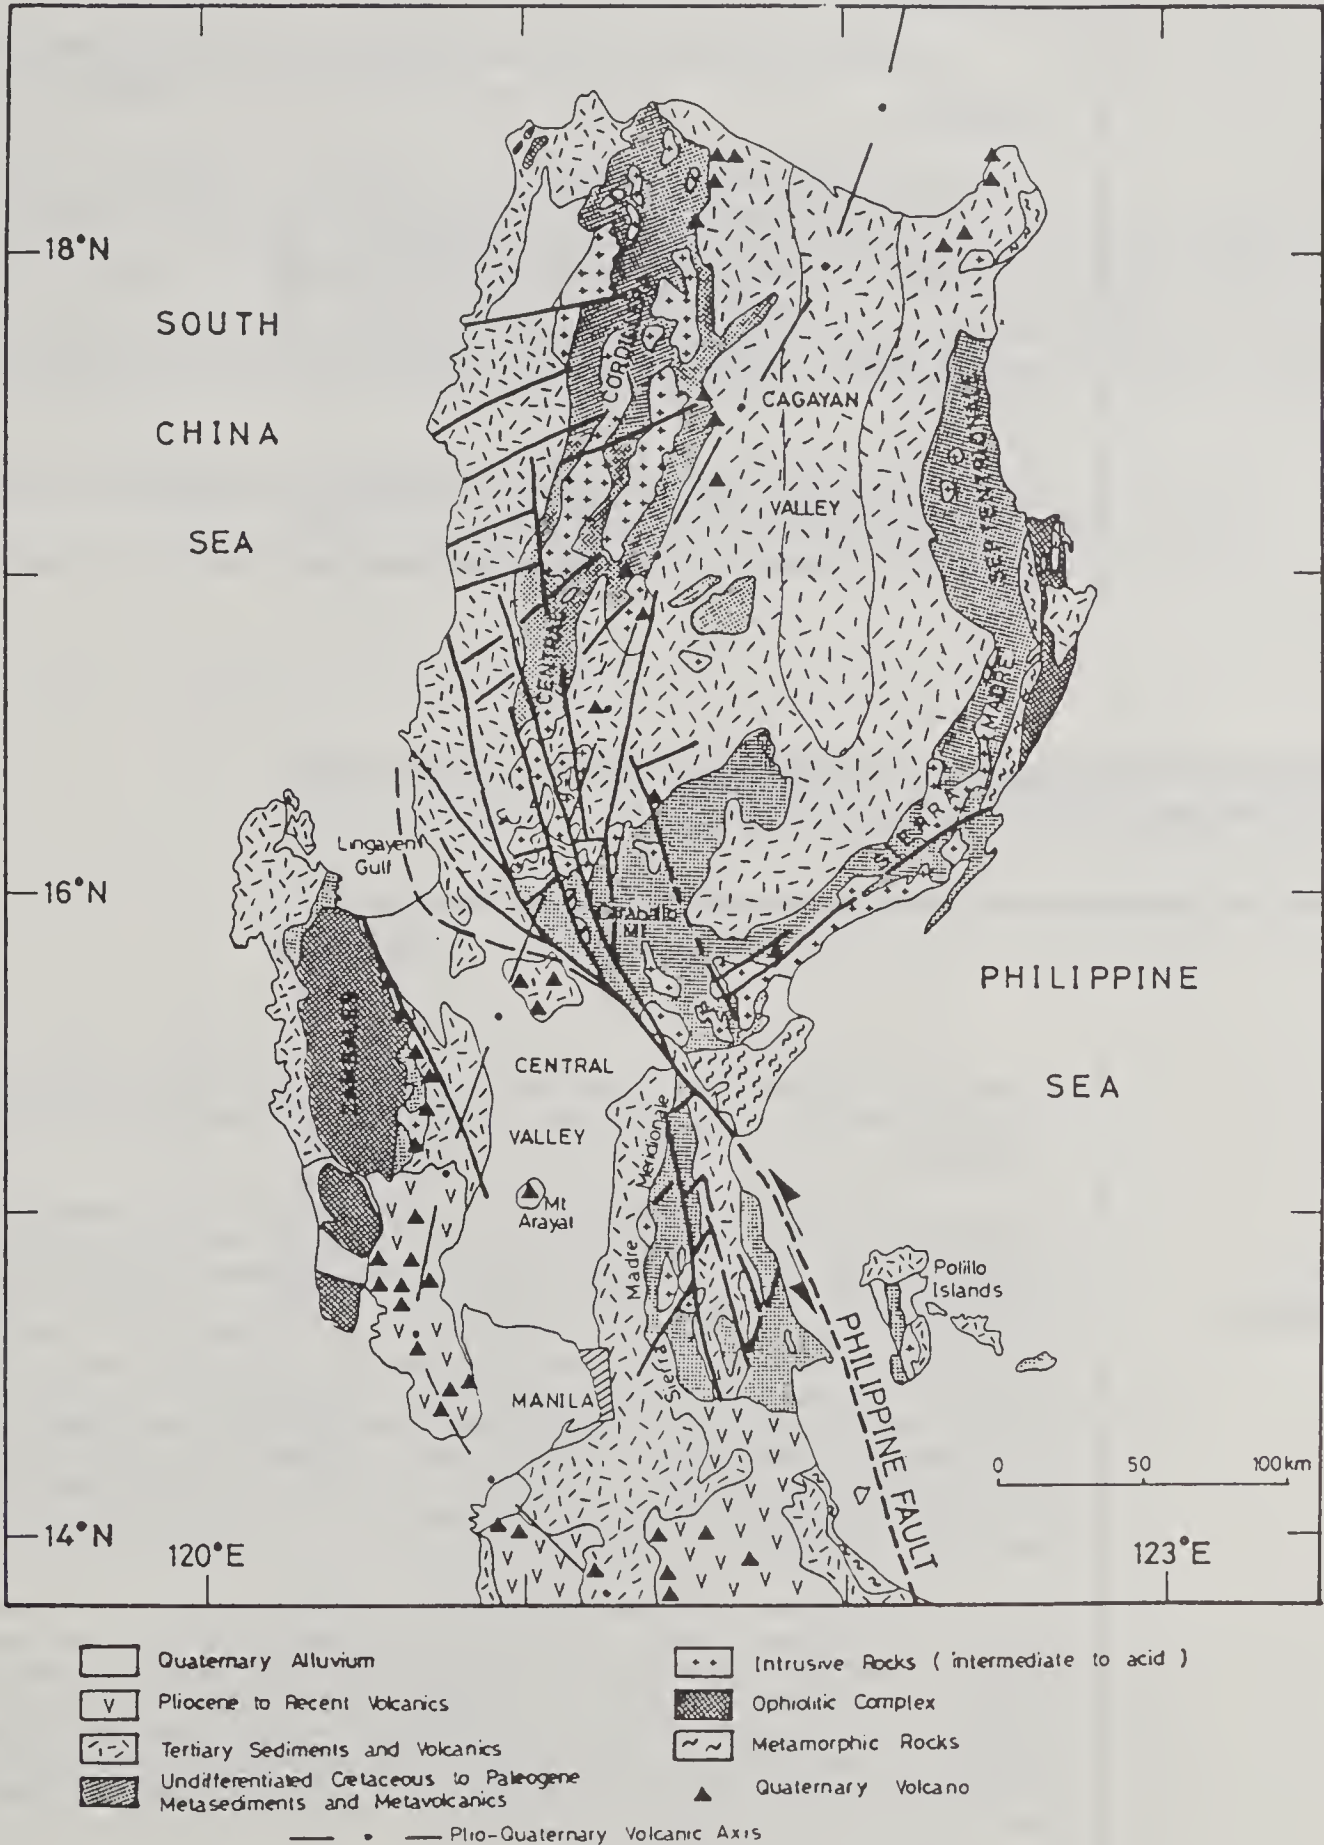 18°N
SOUTH
CHINA
SEA
CORDILLERA
CAGAYAN
VALLEY
SEPTENTRIONALE
CENTRAL
MADRE
SIERRA
Lingayen
Gulf
16°N
Caraballo
Mt
PHILIPPINE
SEA
ZAMBALES
CENTRAL
VALLEY
Mt
Arayat
Meridionale
Madre
Sierra
Polillo
Islands
PHILIPPINE FAULT
MANILA
0 50 100km
14°N
120°E
123°E
Quaternary Alluvium
V Pliocene to Recent Volcanics
Tertiary Sediments and Volcanics
Undifferentiated Cretaceous to Paleogene
Metasediments and Metavolcanics
Intrusive Rocks ( intermediate to acid )
Ophiolitic Complex
Metamorphic Rocks
Quaternary Volcano
Plio-Quaternary Volcanic Axis